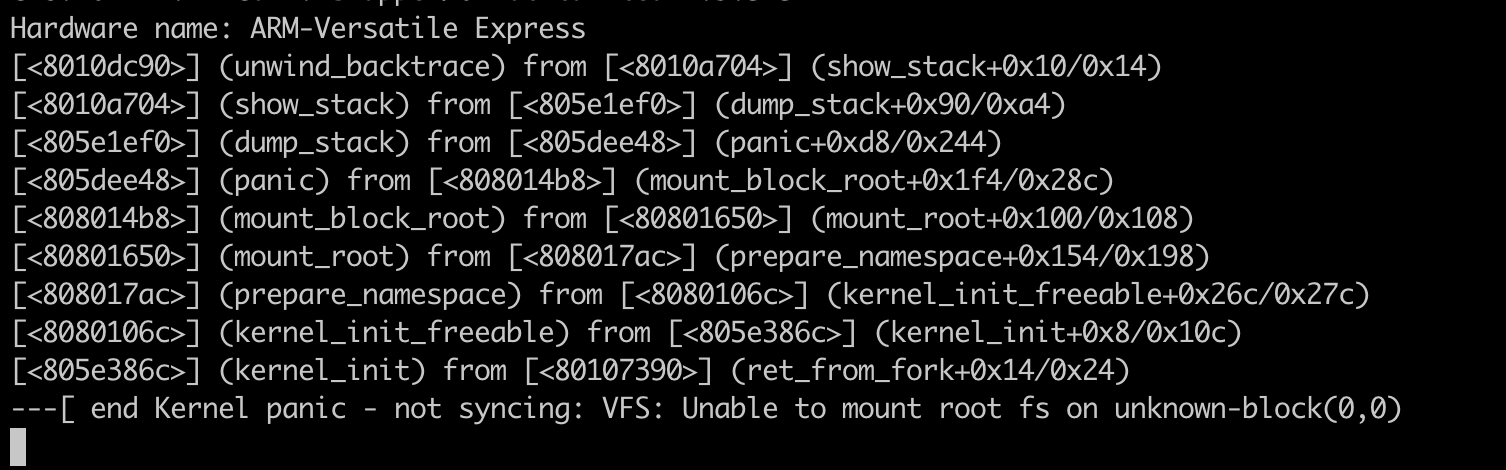 Hardware name: ARM-Versatile Express
[<8010dc90>] (unwind_backtrace) from [<8010a704>] (show_stack+0x10/0x14)
[<8010a704>] (show_stack) from [<805e1ef0>] (dump_stack+0x90/0xa4)
[<805e1ef0>] (dump_stack) from [<805dee48>] (panic+0xd8/0x244)
[<805dee48>] (panic) from [<808014b8>] (mount_block_root+0x1f4/0x28c)
[<808014b8>] (mount_block_root) from [<80801650>] (mount_root+0x100/0x108)
[<80801650>] (mount_root) from [<808017ac>] (prepare_namespace+0x154/0x198)
[<808017ac>] (prepare_namespace) from [<8080106c>] (kernel_init_freeable+0x26c/0x27c)
[<8080106c>] (kernel_init_freeable) from [<805e386c>] (kernel_init+0x8/0x10c)
[<805e386c>] (kernel_init) from [<80107390>] (ret_from_fork+0x14/0x24)
---[ end Kernel panic - not syncing: VFS: Unable to mount root fs on unknown-block(0,0)